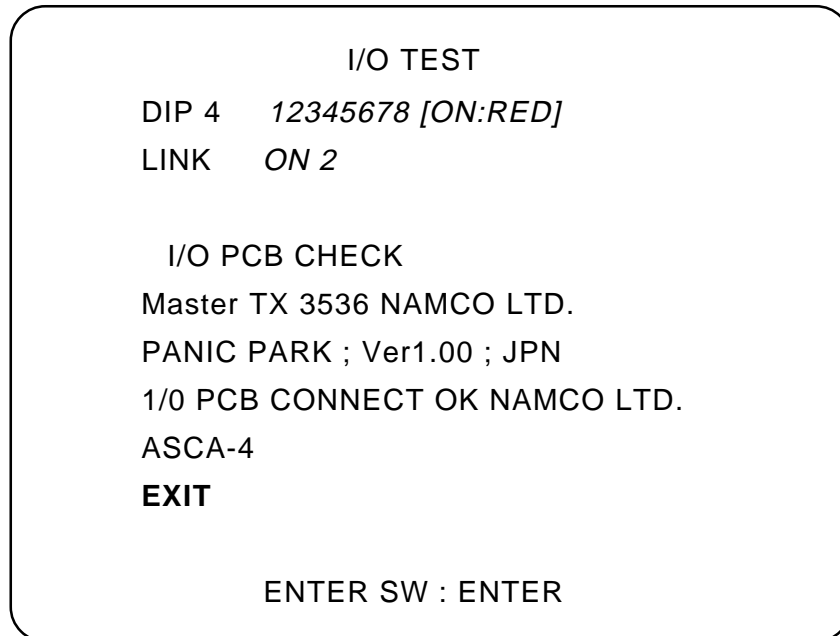 I/O TEST
DIP 4 12345678 [ON:RED]
LINK ON 2
I/O PCB CHECK
Master TX 3536 NAMCO LTD.
PANIC PARK ; Ver1.00 ; JPN
1/0 PCB CONNECT OK NAMCO LTD.
ASCA-4
EXIT
ENTER SW : ENTER